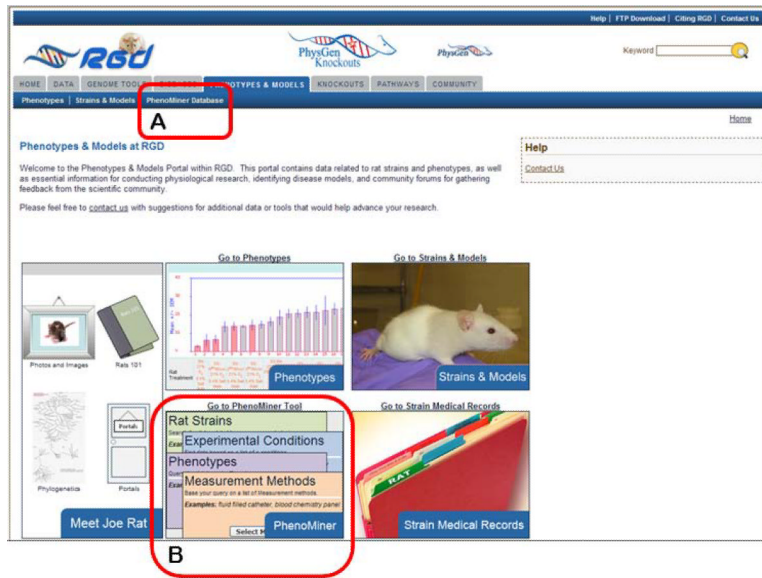 Help | FTP Download | Citing RGD | Contact Us
RGD
PhysGen
Knockouts
PhysGen
Keyword
HOME DATA GENOME TOOLS DISEASES PHENOTYPES & MODELS KNOCKOUTS PATHWAYS COMMUNITY
Phenotypes | Strains & Models PhenoMiner Database
A
Home
Phenotypes & Models at RGD
Welcome to the Phenotypes & Models Portal within RGD. This portal contains data related to rat strains and phenotypes, as well
as essential information for conducting physiological research, identifying disease models, and community forums for gathering
feedback from the scientific community.
Please feel free to contact us with suggestions for additional data or tools that would help advance your research.
Help
Contact Us
Photos and Images
Rats 101
Phylogenetics
Portals
Portals
Meet Joe Rat
Go to Phenotypes
Mean +/- SEM
Rat
Treatment
Phenotypes
Go to Strains & Models
Strains & Models
Go to PhenoMiner Tool
Rat Strains
Experimental Conditions
Phenotypes
Measurement Methods
Base your query on a list of Measurement methods.
Examples: fluid filled catheter, blood chemistry panel
Select M
PhenoMiner
B
Go to Strain Medical Records
RAT
Strain Medical Records